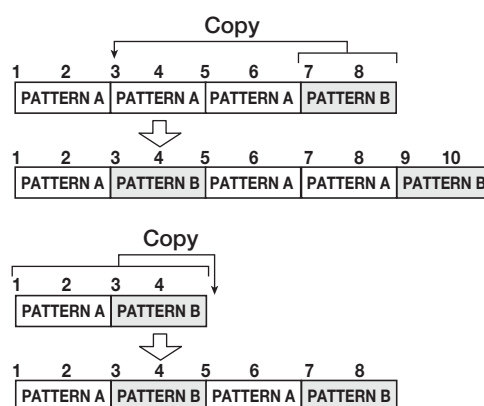 Copy
1 2 3 4 5 6 7 8
PATTERN A PATTERN A PATTERN A PATTERN B
1 2 3 4 5 6 7 8 9 10
PATTERN A PATTERN B PATTERN A PATTERN A PATTERN B
Copy
1 2 3 4
PATTERN A PATTERN B
1 2 3 4 5 6 7 8
PATTERN A PATTERN B PATTERN A PATTERN B